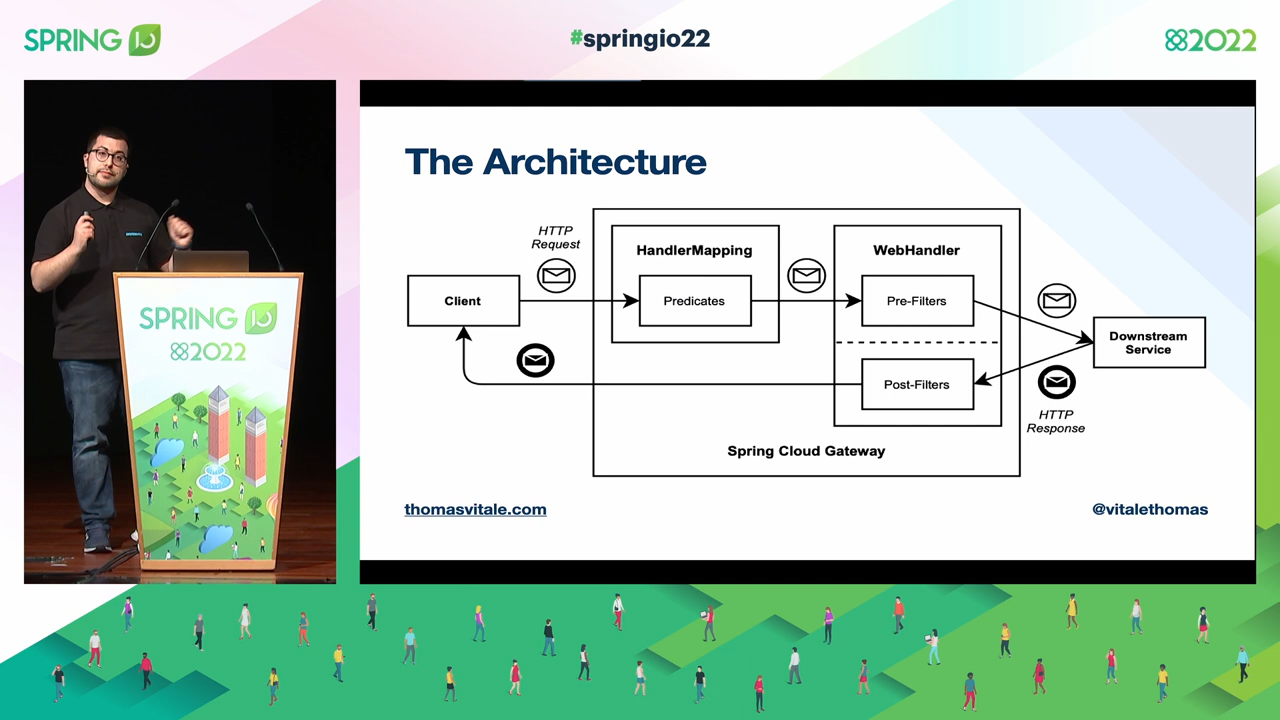 SPRING IO
#springio22
2022
The Architecture
HTTP
Request
HandlerMapping
WebHandler
Client
Predicates
Pre-Filters
Downstream
Service
Post-Filters
HTTP
Response
Spring Cloud Gateway
thomasvitale.com
@vitalethomas
SPRING IO
2022